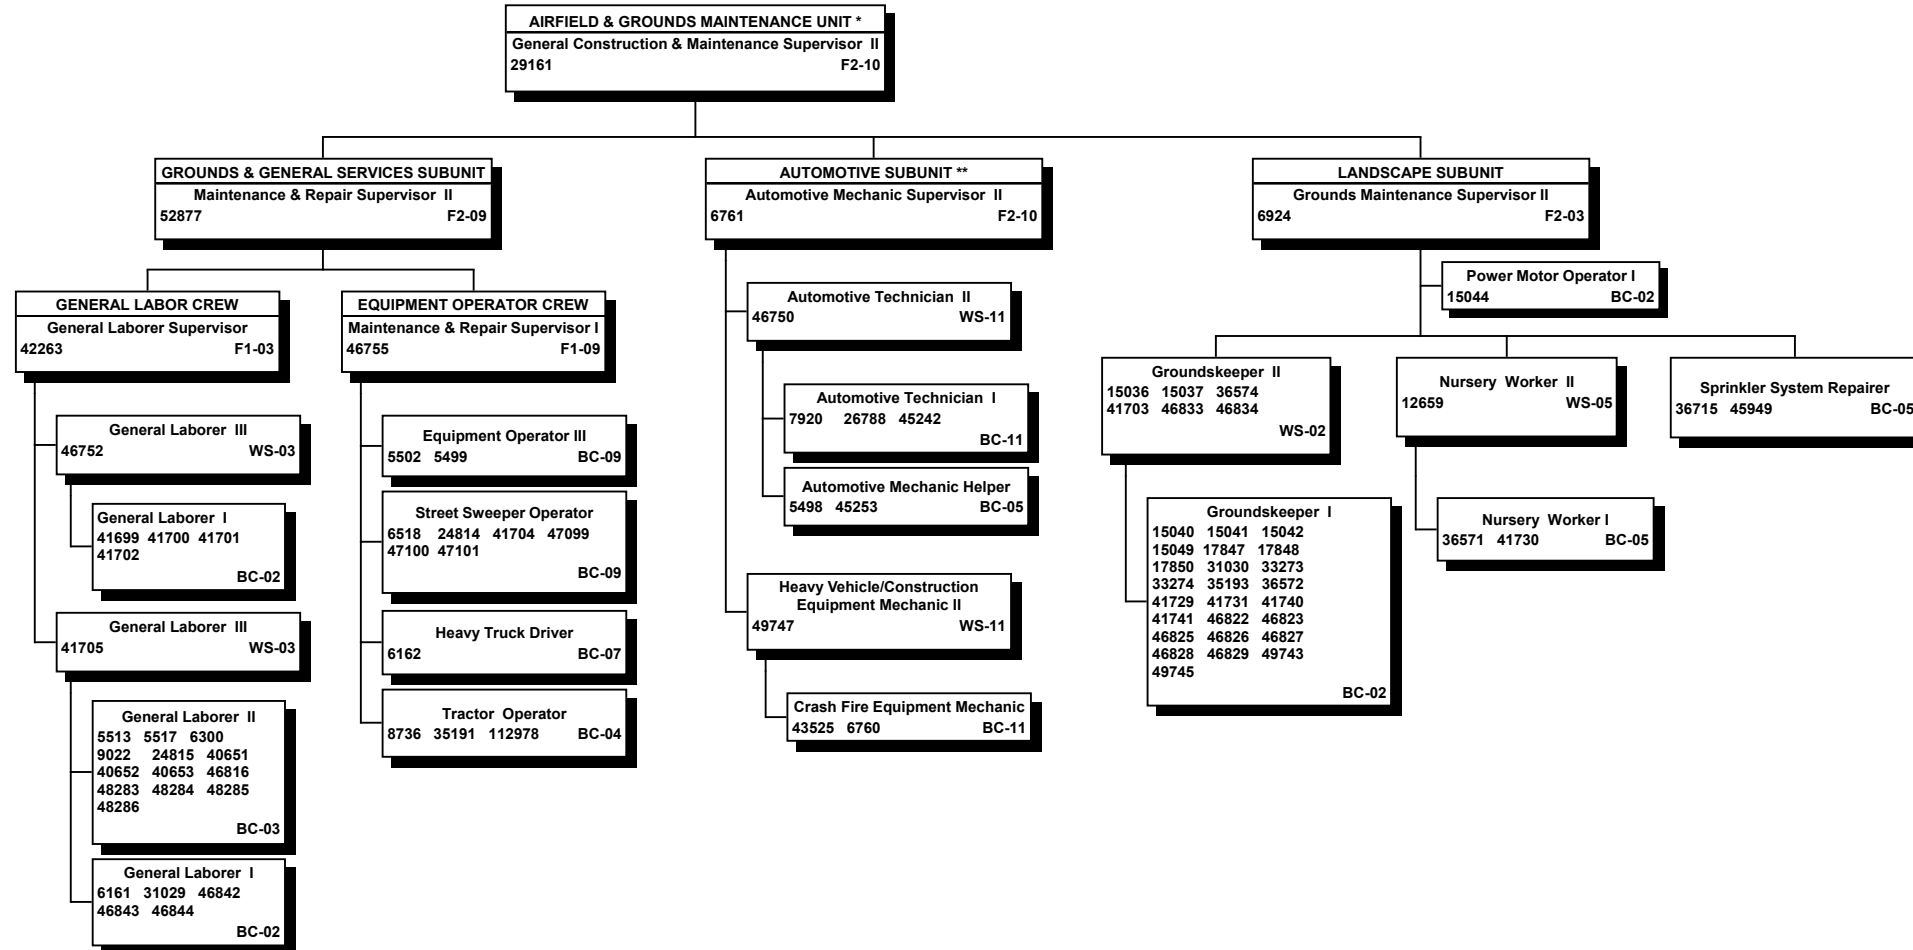 AIRFIELD & GROUNDS MAINTENANCE UNIT *
General Construction & Maintenance Supervisor II
29161 F2-10
GROUNDS & GENERAL SERVICES SUBUNIT
Maintenance & Repair Supervisor II
52877 F2-09
GENERAL LABOR CREW
General Laborer Supervisor
42263 F1-03
General Laborer III
46752 WS-03
General Laborer I
41699 41700 41701
41702
BC-02
General Laborer III
41705 WS-03
General Laborer II
5513 5517 6300
9022 24815 40651
40652 40653 46816
48283 48284 48285
48286
BC-03
General Laborer I
6161 31029 46842
46843 46844
BC-02
EQUIPMENT OPERATOR CREW
Maintenance & Repair Supervisor I
46755 F1-09
Equipment Operator III
5502 5499 BC-09
Street Sweeper Operator
6518 24814 41704 47099
47100 47101
BC-09
Heavy Truck Driver
6162 BC-07
Tractor Operator
8736 35191 112978 BC-04
AUTOMOTIVE SUBUNIT **
Automotive Mechanic Supervisor II
6761 F2-10
Automotive Technician II
46750 WS-11
Automotive Technician I
7920 26788 45242
BC-11
Automotive Mechanic Helper
5498 45253 BC-05
Heavy Vehicle/Construction
Equipment Mechanic II
49747 WS-11
Crash Fire Equipment Mechanic
43525 6760 BC-11
LANDSCAPE SUBUNIT
Grounds Maintenance Supervisor II
6924 F2-03
Power Motor Operator I
15044 BC-02
Groundskeeper II
15036 15037 36574
41703 46833 46834
WS-02
Groundskeeper I
15040 15041 15042
15049 17847 17848
17850 31030 33273
33274 35193 36572
41729 41731 41740
41741 46822 46823
46825 46826 46827
46828 46829 49743
49745
BC-02
Nursery Worker II
12659 WS-05
Nursery Worker I
36571 41730 BC-05
Sprinkler System Repairer
36715 45949 BC-05